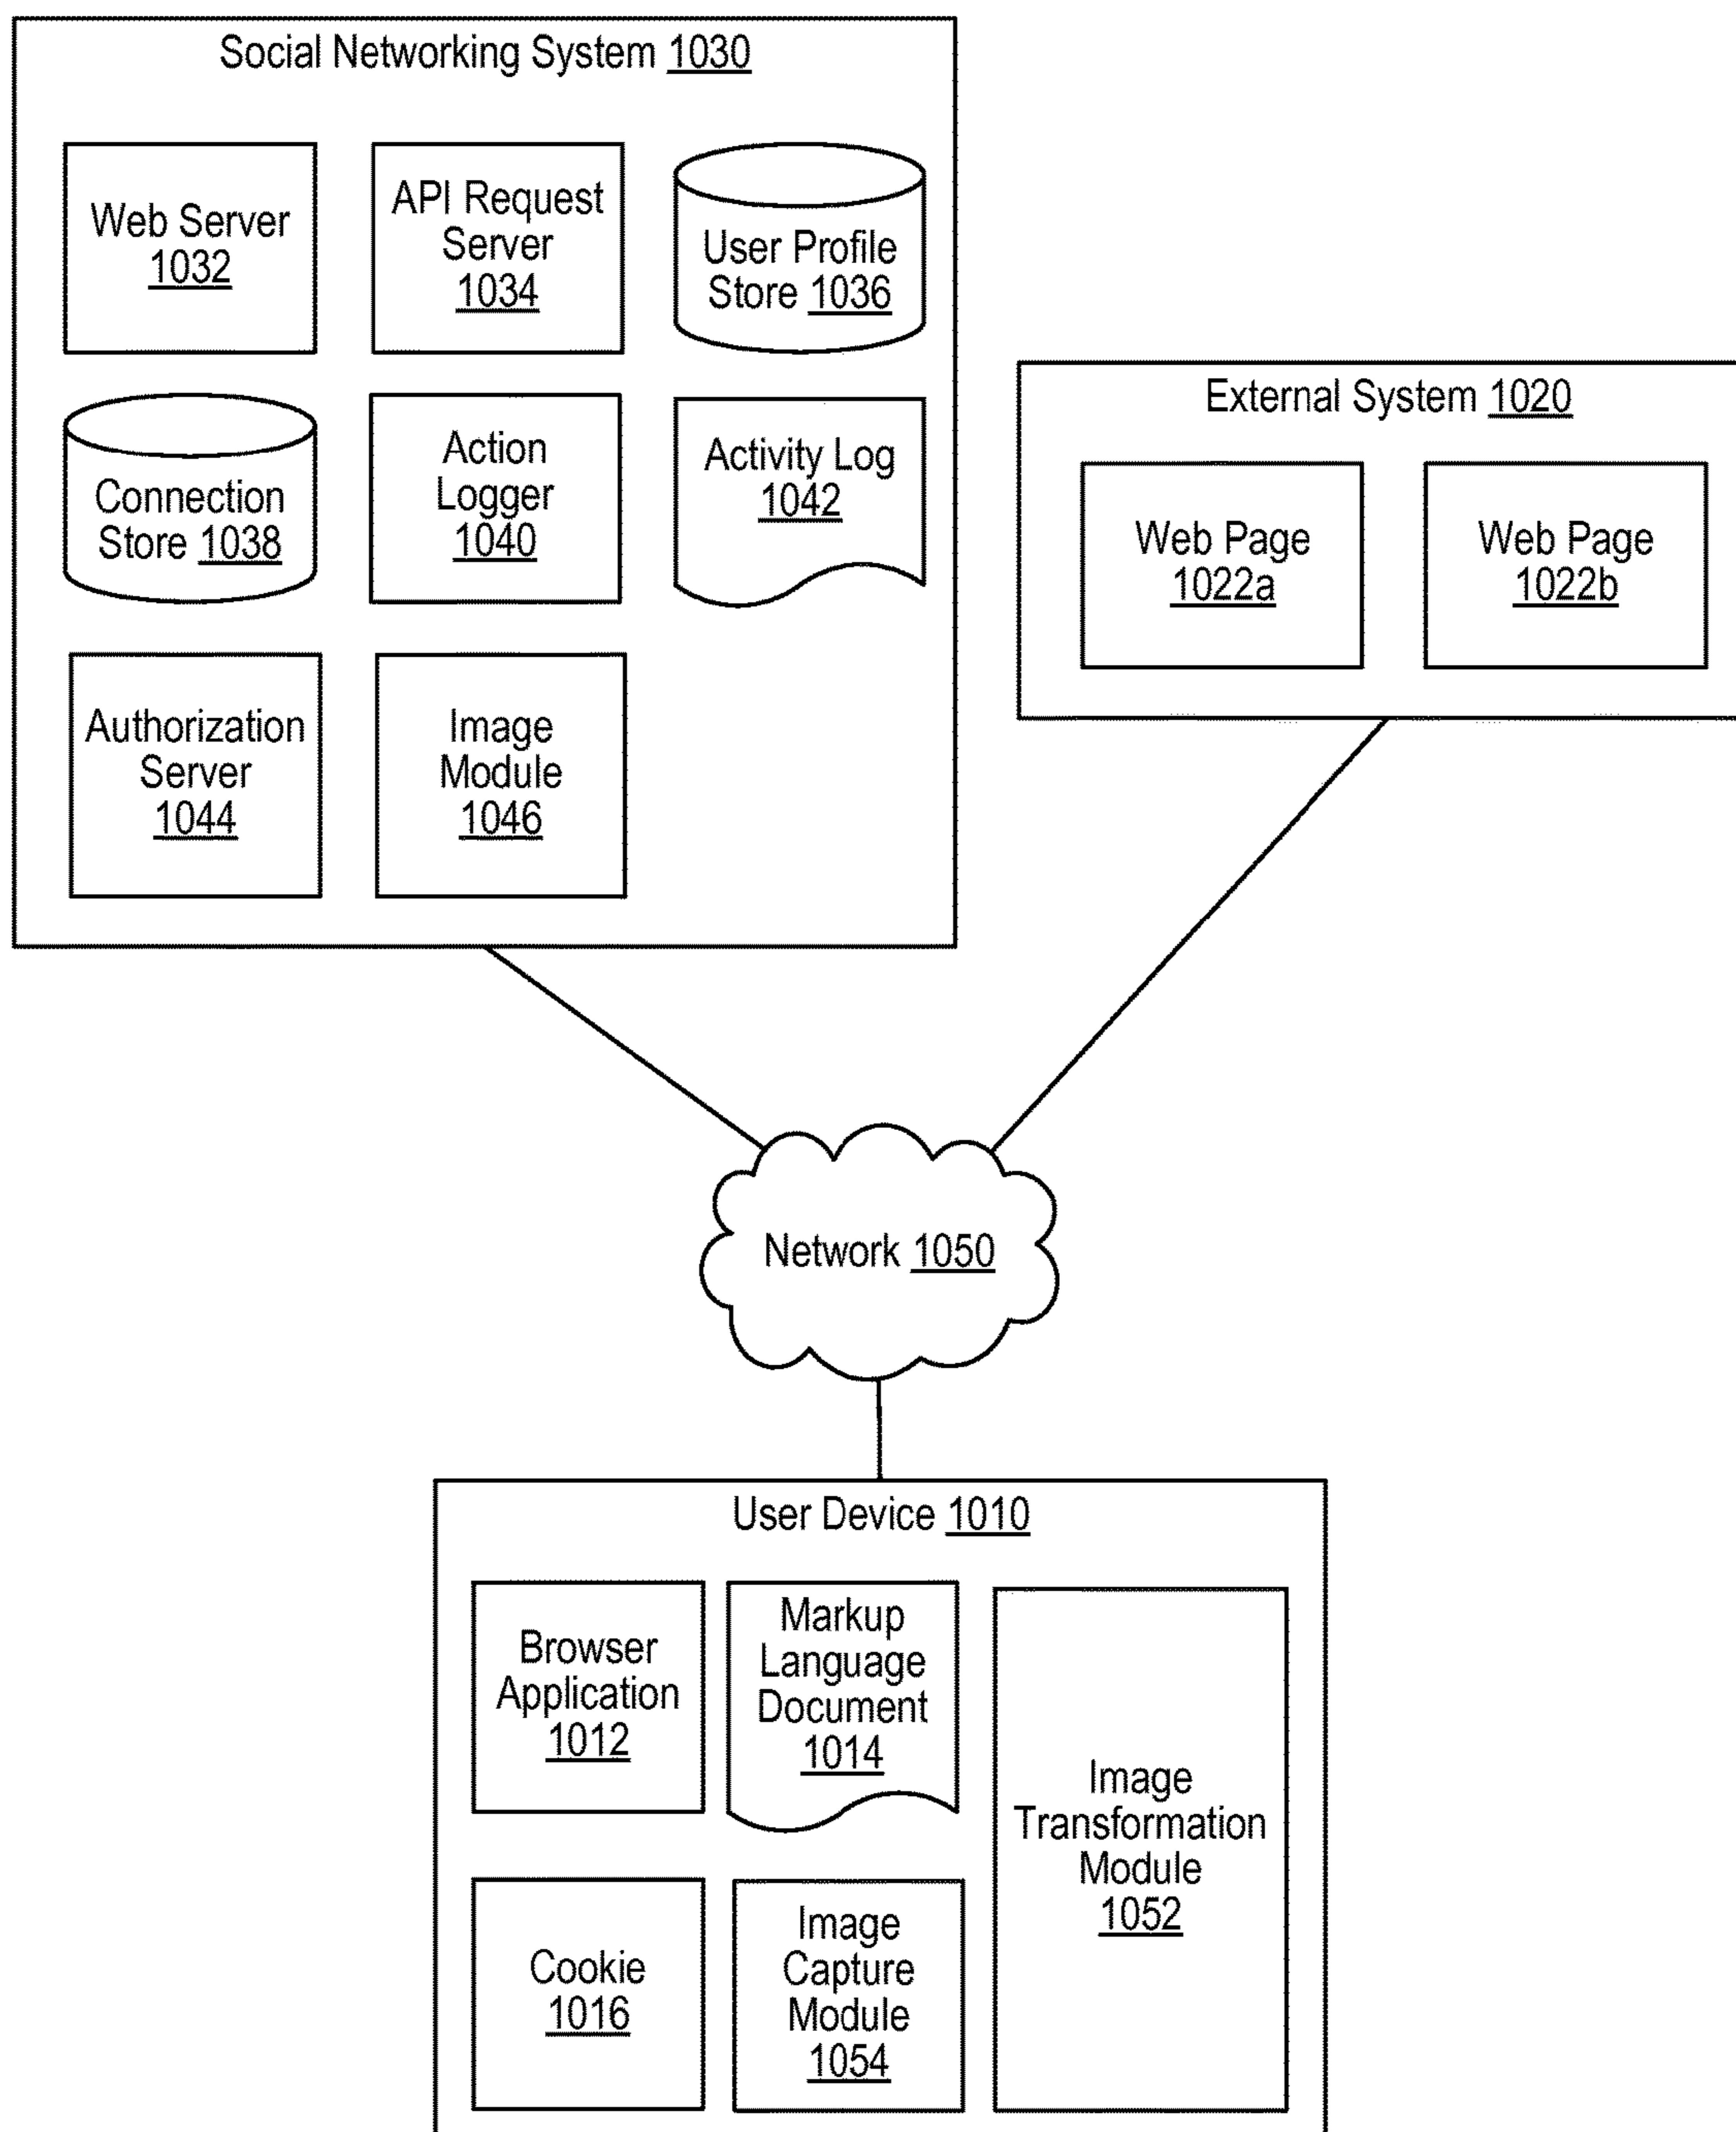 Social Networking System 1030
Web Server
1032
API Request
Server
1034
User Profile
Store 1036
Connection
Store 1038
Action
Logger
1040
Activity Log
1042
Authorization
Server
1044
Image
Module
1046
External System 1020
Web Page
1022a
Web Page
1022b
Network 1050
User Device 1010
Browser
Application
1012
Markup
Language
Document
1014
Image
Transformation
Module
1052
Cookie
1016
Image
Capture
Module
1054